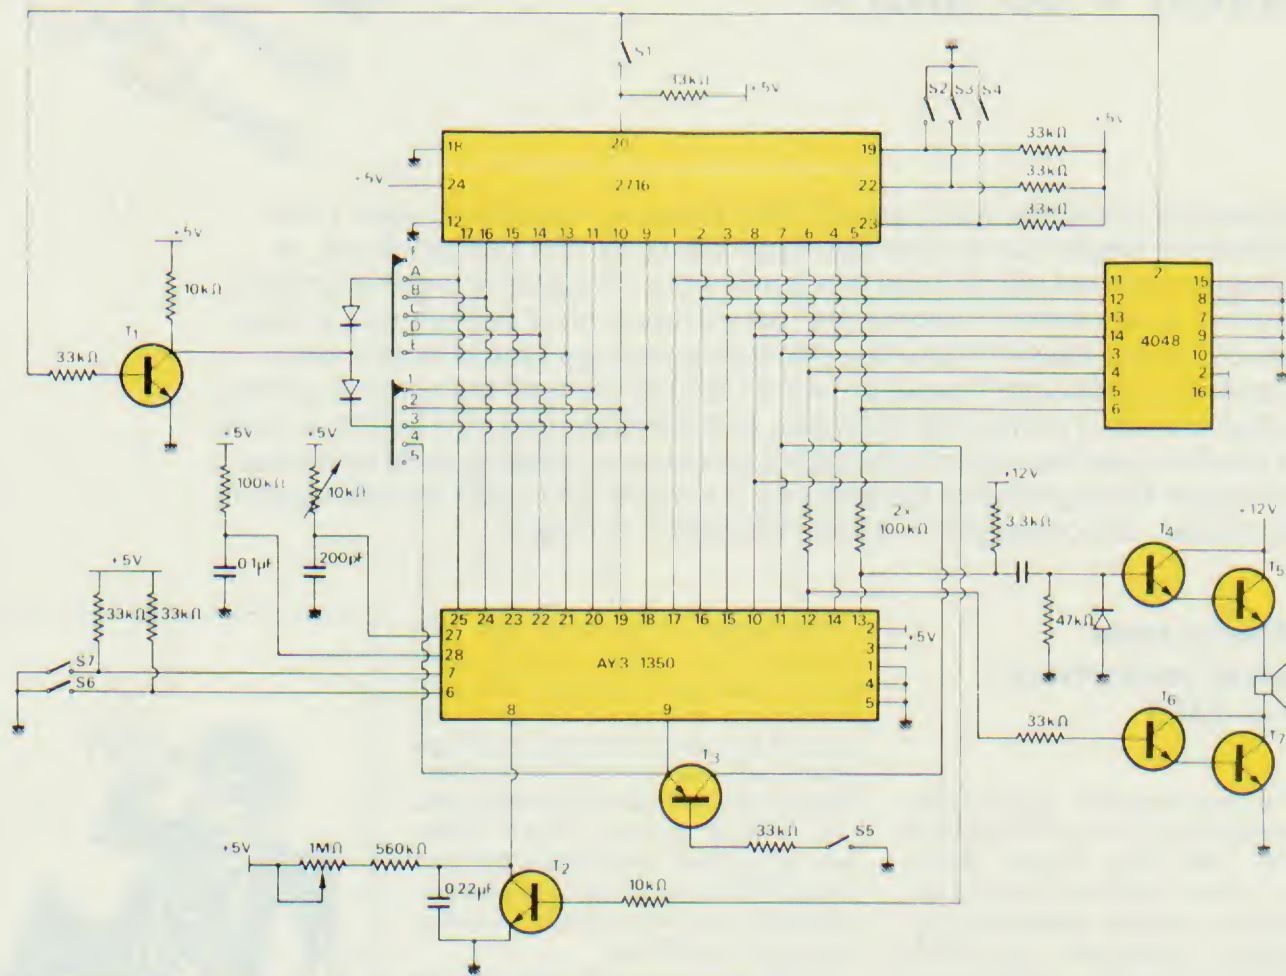 S1
33kΩ
+5V
S2 S3 S4
+5V
33kΩ
33kΩ
33kΩ
18 20 19
24 2716 22
12 23
17 16 15 14 13 11 10 9 1 2 3 8 7 6 4 5
+5V
+5V
10kΩ
T1
33kΩ
F
A
B
C
D
E
1
2
3
4
5
2
11 15
12 8
13 7
14 9
3 4048 10
4 2
5 16
6
+5V
100kΩ
0.1µF
+5V
10kΩ
200pF
+5V
33kΩ 33kΩ
S7
S6
2x
100kΩ
+12V
3.3kΩ
47kΩ
T4
+12V
T5
25 24 23 22 21 20 19 18 17 16 15 10 11 12 14 13
27 2
28 3 +5V
7 AY3 1350 1
6 4
5
8 9
T3
33kΩ
T6
T7
33kΩ
S5
+5V
1MΩ
560kΩ
0.22µF
T2
10kΩ